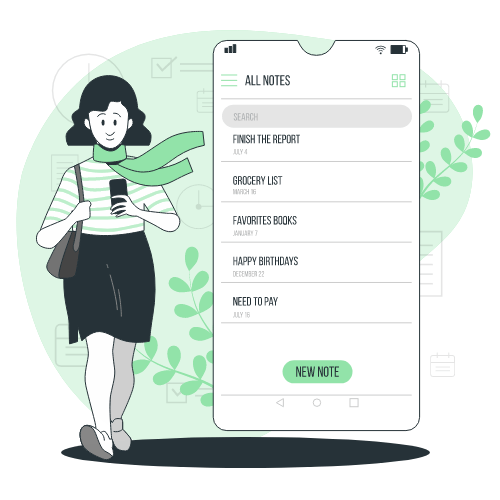 ALL NOTES
SEARCH
FINISH THE REPORT
JULY 4
GROCERY LIST
MARCH 16
FAVORITES BOOKS
JANUARY 7
HAPPY BIRTHDAYS
DECEMBER 22
NEED TO PAY
JULY 16
NEW NOTE